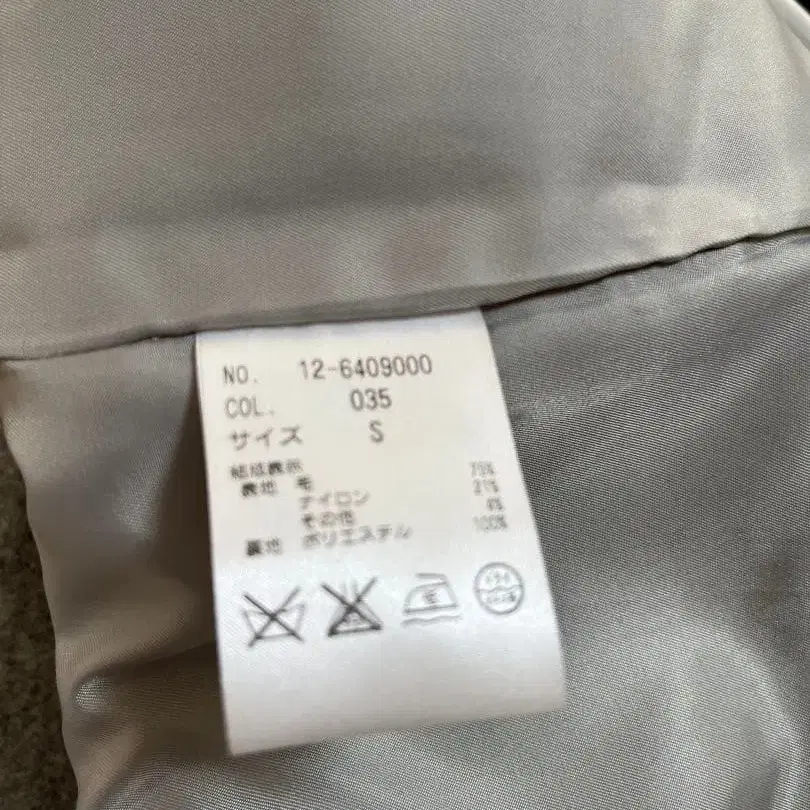 NO. 12-6409000
COL. 035
サイズ S
組成表示
表地 毛 75%
ナイロン 21%
その他 4%
裏地 ポリエステル 100%